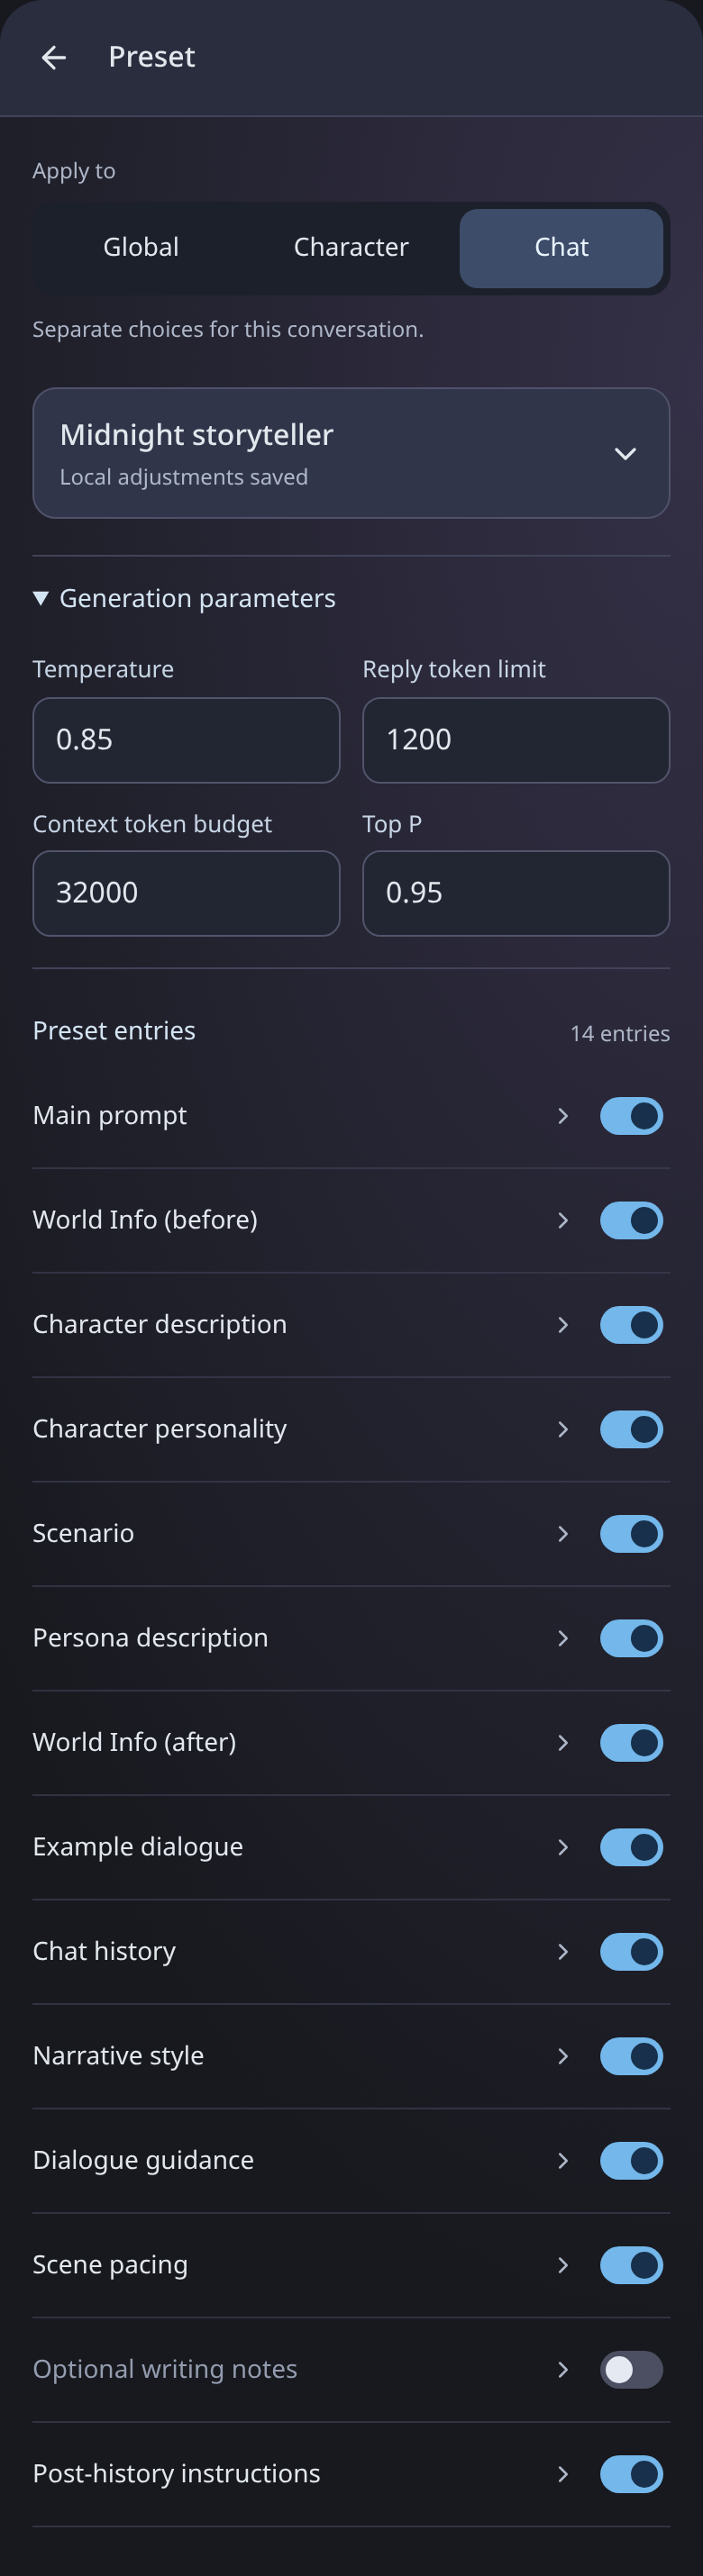 Preset
Apply to
Global Character Chat
Separate choices for this conversation.
Midnight storyteller
Local adjustments saved
Generation parameters
Temperature Reply token limit
0.85 1200
Context token budget Top P
32000 0.95
Preset entries 14 entries
Main prompt
World Info (before)
Character description
Character personality
Scenario
Persona description
World Info (after)
Example dialogue
Chat history
Narrative style
Dialogue guidance
Scene pacing
Optional writing notes
Post-history instructions